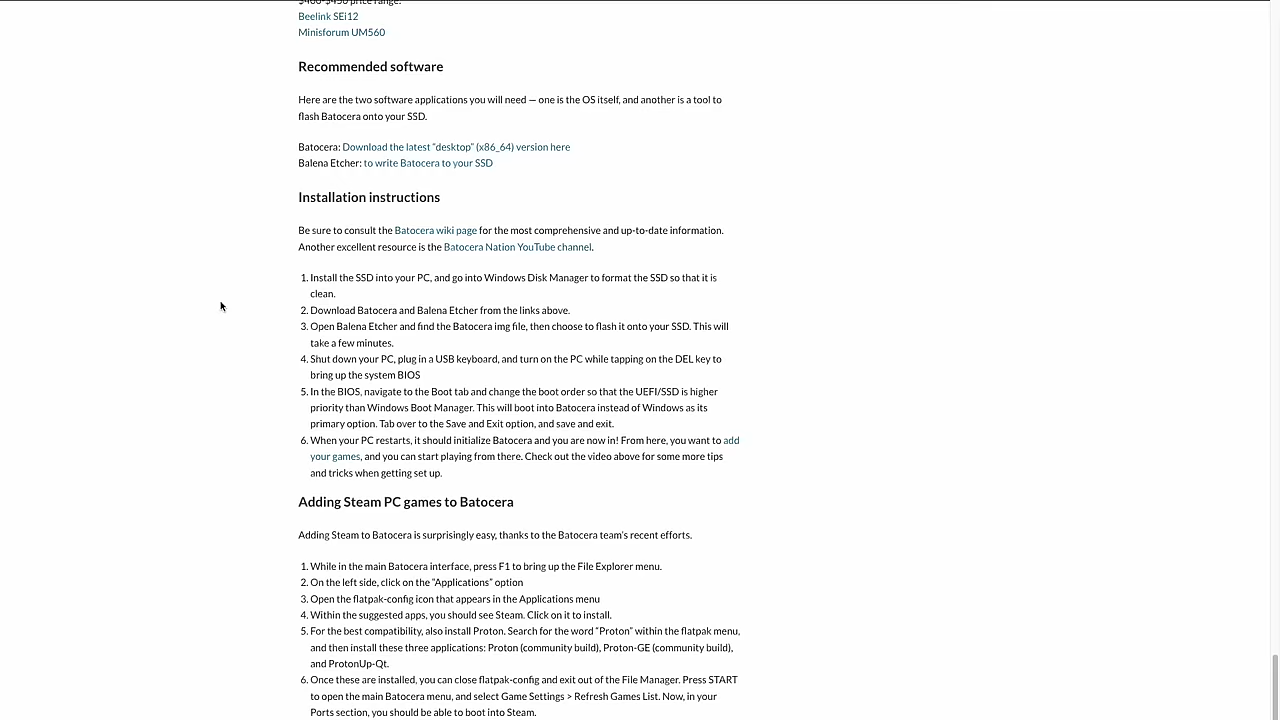 $400-$450 price range:
Beelink SEi12
Minisforum UM560
Recommended software
Here are the two software applications you will need — one is the OS itself, and another is a tool to
flash Batocera onto your SSD.
Batocera: Download the latest “desktop” (x86_64) version here
Balena Etcher: to write Batocera to your SSD
Installation instructions
Be sure to consult the Batocera wiki page for the most comprehensive and up-to-date information.
Another excellent resource is the Batocera Nation YouTube channel.
1. Install the SSD into your PC, and go into Windows Disk Manager to format the SSD so that it is
clean.
2. Download Batocera and Balena Etcher from the links above.
3. Open Balena Etcher and find the Batocera img file, then choose to flash it onto your SSD. This will
take a few minutes.
4. Shut down your PC, plug in a USB keyboard, and turn on the PC while tapping on the DEL key to
bring up the system BIOS
5. In the BIOS, navigate to the Boot tab and change the boot order so that the UEFI/SSD is higher
priority than Windows Boot Manager. This will boot into Batocera instead of Windows as its
primary option. Tab over to the Save and Exit option, and save and exit.
6. When your PC restarts, it should initialize Batocera and you are now in! From here, you want to add
your games, and you can start playing from there. Check out the video above for some more tips
and tricks when getting set up.
Adding Steam PC games to Batocera
Adding Steam to Batocera is surprisingly easy, thanks to the Batocera team’s recent efforts.
1. While in the main Batocera interface, press F1 to bring up the File Explorer menu.
2. On the left side, click on the “Applications” option
3. Open the flatpak-config icon that appears in the Applications menu
4. Within the suggested apps, you should see Steam. Click on it to install.
5. For the best compatibility, also install Proton. Search for the word “Proton” within the flatpak menu,
and then install these three applications: Proton (community build), Proton-GE (community build),
and ProtonUp-Qt.
6. Once these are installed, you can close flatpak-config and exit out of the File Manager. Press START
to open the main Batocera menu, and select Game Settings > Refresh Games List. Now, in your
Ports section, you should be able to boot into Steam.